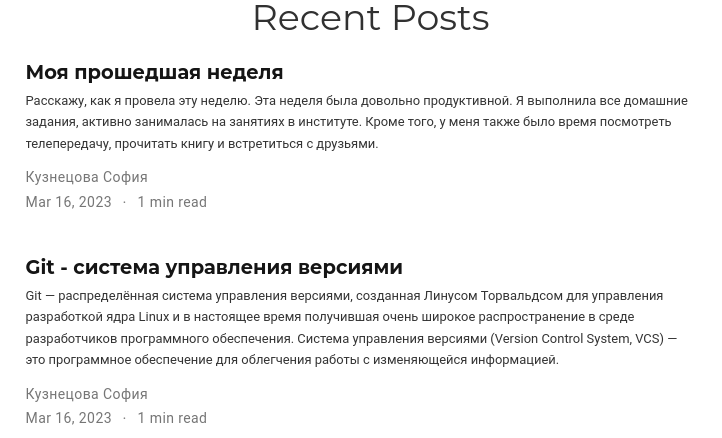 Recent Posts
Моя прошедшая неделя
Расскажу, как я провела эту неделю. Эта неделя была довольно продуктивной. Я выполнила все домашние
задания, активно занималась на занятиях в институте. Кроме того, у меня также было время посмотреть
телепередачу, прочитать книгу и встретиться с друзьями.
Кузнецова София
Mar 16, 2023 · 1 min read
Git - система управления версиями
Git — распределённая система управления версиями, созданная Линусом Торвальдсом для управления
разработкой ядра Linux и в настоящее время получившая очень широкое распространение в среде
разработчиков программного обеспечения. Система управления версиями (Version Control System, VCS) —
это программное обеспечение для облегчения работы с изменяющейся информацией.
Кузнецова София
Mar 16, 2023 · 1 min read